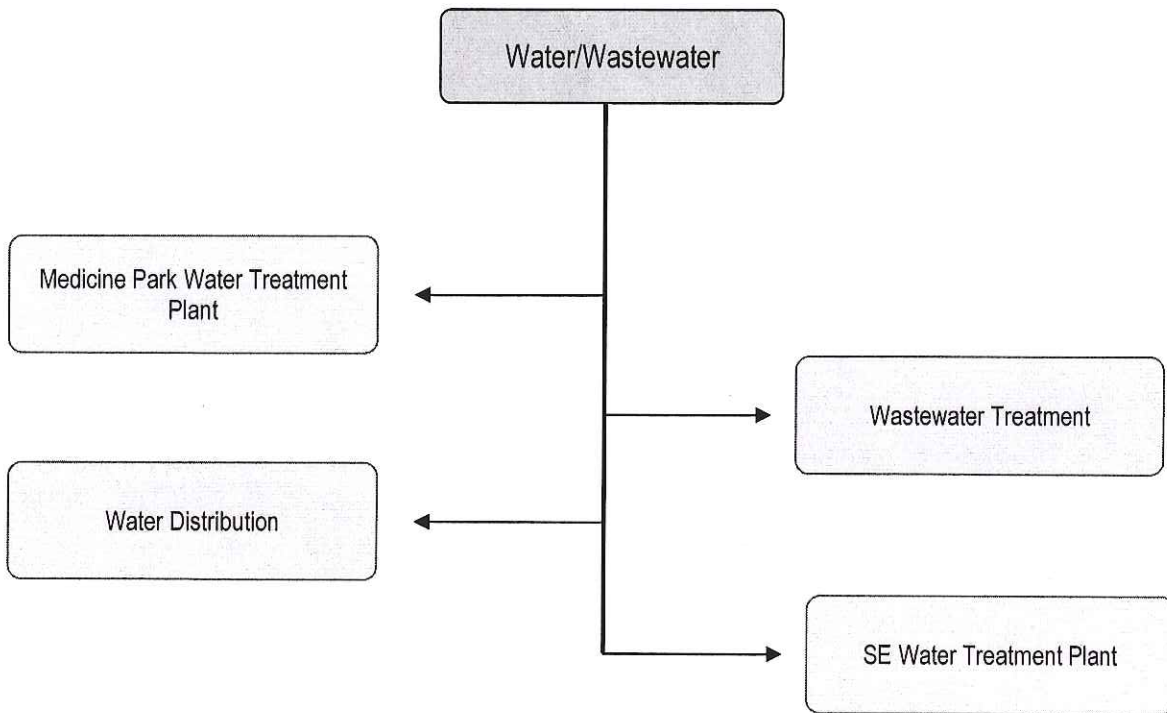 Water/Wastewater
Medicine Park Water Treatment
Plant
Wastewater Treatment
Water Distribution
SE Water Treatment Plant